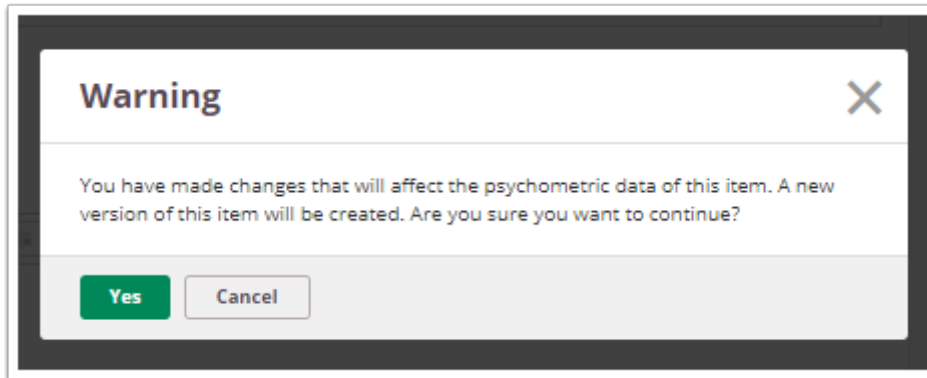 Warning
You have made changes that will affect the psychometric data of this item. A new
version of this item will be created. Are you sure you want to continue?
Yes
Cancel